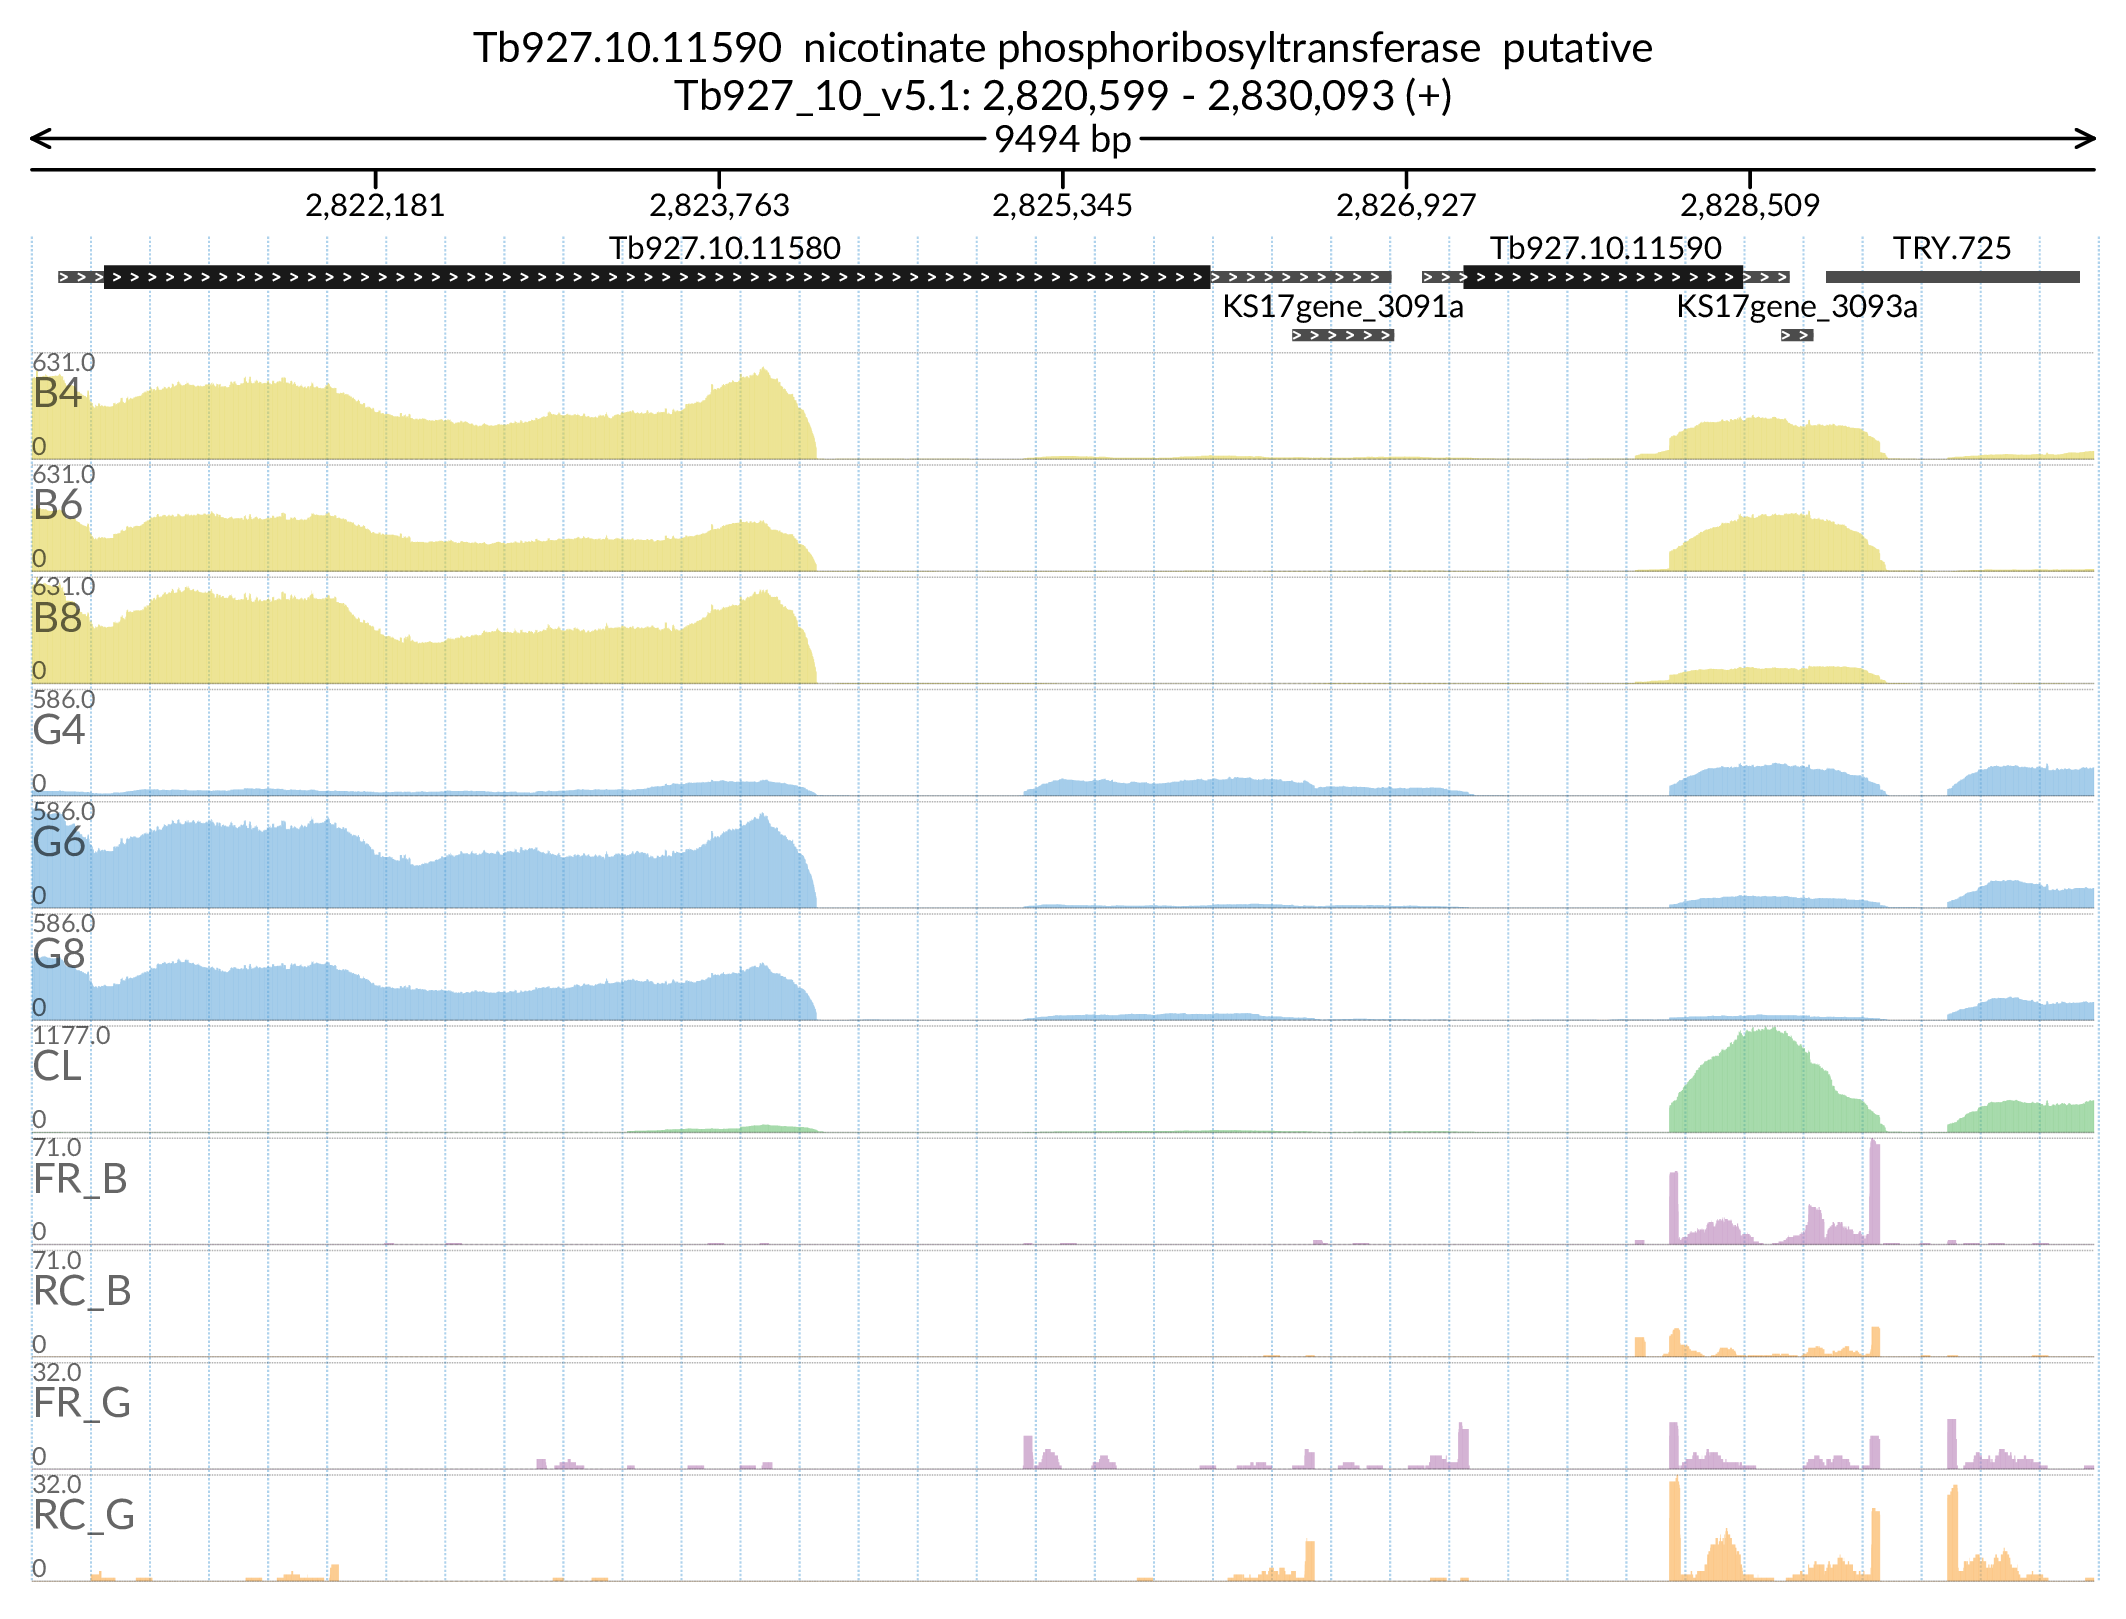 Tb927.10.11590 nicotinate phosphoribosyltransferase putative
Tb927_10_v5.1: 2,820,599 - 2,830,093 (+)
9494 bp
2,822,181 2,823,763 2,825,345 2,826,927 2,828,509
Tb927.10.11580 Tb927.10.11590 TRY.725
KS17gene_3091a KS17gene_3093a
631.0
B4
0
631.0
B6
0
631.0
B8
0
586.0
G4
0
586.0
G6
0
586.0
G8
0
1177.0
CL
0
71.0
FR_B
0
71.0
RC_B
0
32.0
FR_G
0
32.0
RC_G
0